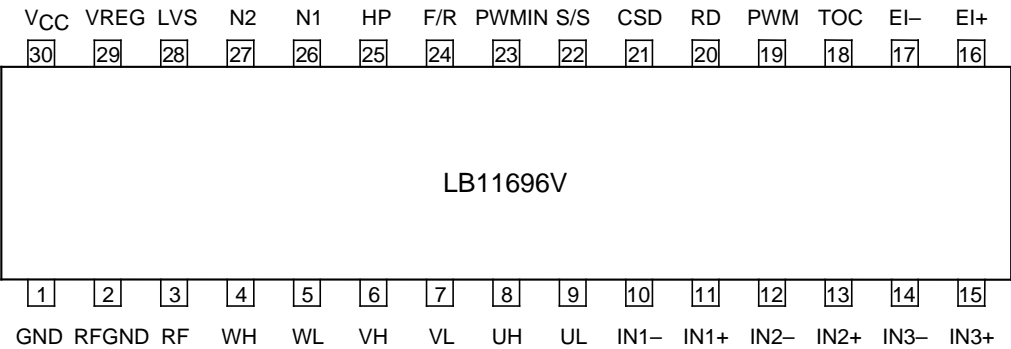 VCC VREG LVS N2 N1 HP F/R PWMIN S/S CSD RD PWM TOC EI– EI+
30 29 28 27 26 25 24 23 22 21 20 19 18 17 16
LB11696V
1 2 3 4 5 6 7 8 9 10 11 12 13 14 15
GND RFGND RF WH WL VH VL UH UL IN1– IN1+ IN2– IN2+ IN3– IN3+